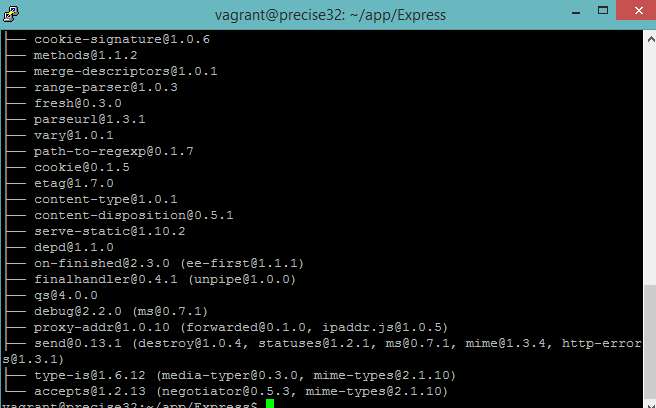 vagrant@precise32: ~/app/Express
├── cookie-signature@1.0.6
├── methods@1.1.2
├── merge-descriptors@1.0.1
├── range-parser@1.0.3
├── fresh@0.3.0
├── parseurl@1.3.1
├── vary@1.0.1
├── path-to-regexp@0.1.7
├── cookie@0.1.5
├── etag@1.7.0
├── content-type@1.0.1
├── content-disposition@0.5.1
├── serve-static@1.10.2
├── depd@1.1.0
├── on-finished@2.3.0 (ee-first@1.1.1)
├── finalhandler@0.4.1 (unpipe@1.0.0)
├── qs@4.0.0
├── debug@2.2.0 (ms@0.7.1)
├── proxy-addr@1.0.10 (forwarded@0.1.0, ipaddr.js@1.0.5)
├── send@0.13.1 (destroy@1.0.4, statuses@1.2.1, ms@0.7.1, mime@1.3.4, http-error
s@1.3.1)
├── type-is@1.6.12 (media-typer@0.3.0, mime-types@2.1.10)
└── accepts@1.2.13 (negotiator@0.5.3, mime-types@2.1.10)
vagrant@precise32:~/app/Express$